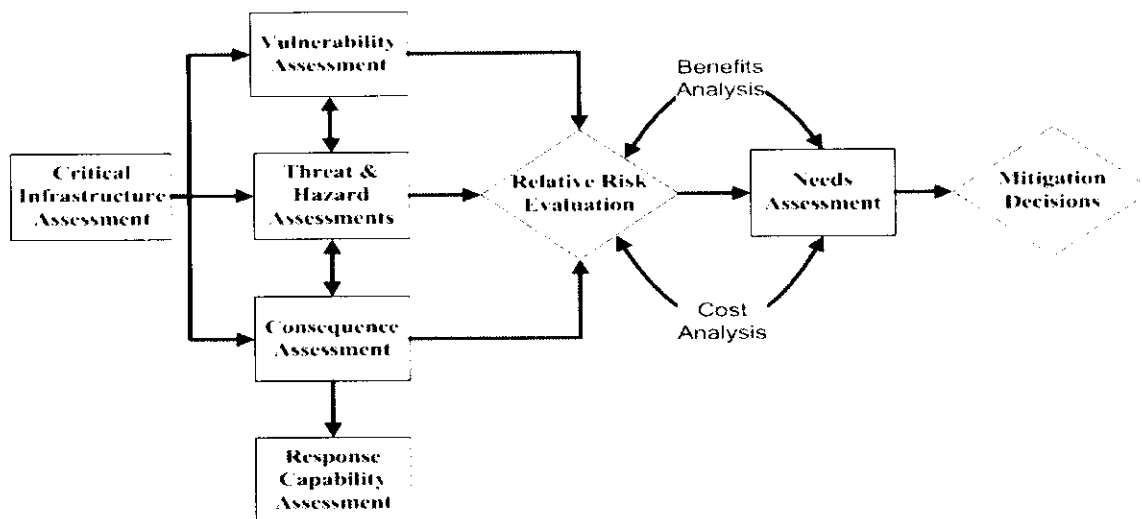 Vulnerability
Assessment
Benefits
Analysis
Critical
Infrastructure
Assessment
Threat &
Hazard
Assessments
Relative Risk
Evaluation
Needs
Assessment
Mitigation
Decisions
Consequence
Assessment
Cost
Analysis
Response
Capability
Assessment